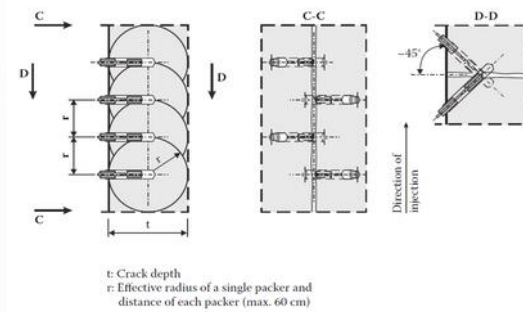 C
C-C
D-D
~45°
D
D
r
r
r
C
t
Direction of
injection
t: Crack depth
r: Effective radius of a single packer and
distance of each packer (max. 60 cm)